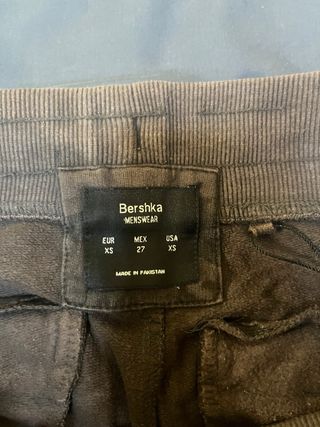 Bershka
MENSWEAR
EUR MEX USA
XS 27 XS
MADE IN PAKISTAN